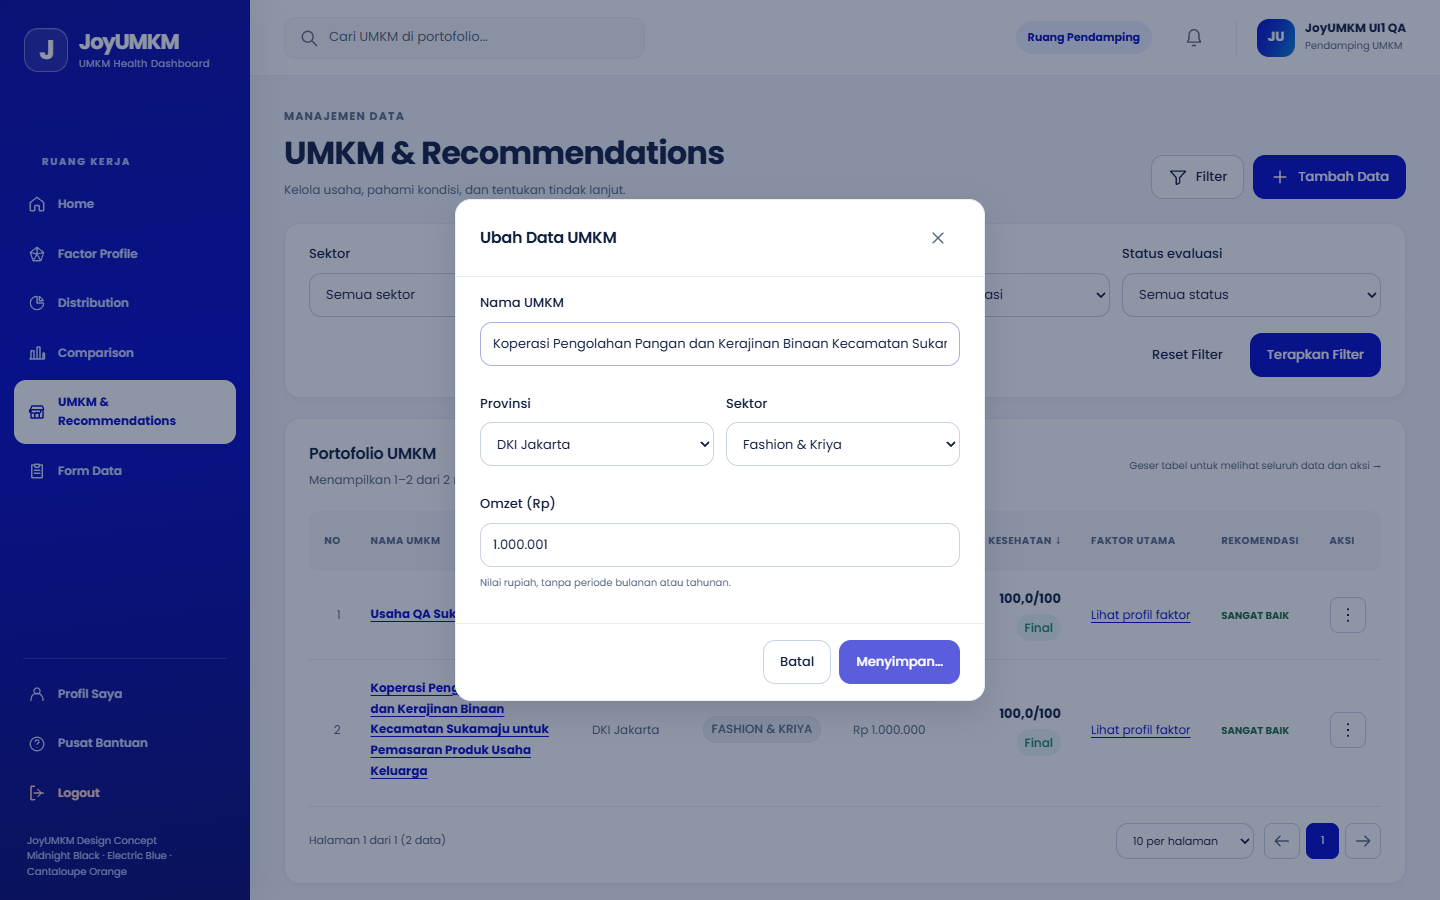 J
JoyUMKM
UMKM Health Dashboard
RUANG KERJA
Home
Factor Profile
Distribution
Comparison
UMKM &
Recommendations
Form Data
Profil Saya
Pusat Bantuan
Logout
JoyUMKM Design Concept
Midnight Black · Electric Blue ·
Cantaloupe Orange
Cari UMKM di portofolio...
Ruang Pendamping
JU
JoyUMKM UI1 QA
Pendamping UMKM
MANAJEMEN DATA
UMKM & Recommendations
Kelola usaha, pahami kondisi, dan tentukan tindak lanjut.
Filter
Tambah Data
Sektor
Status evaluasi
Semua sektor
Semua status
Reset Filter
Terapkan Filter
Portofolio UMKM
Menampilkan 1–2 dari 2
Geser tabel untuk melihat seluruh data dan aksi →
NO NAMA UMKM KESEHATAN ↓ FAKTOR UTAMA REKOMENDASI AKSI
1 Usaha QA 100,0/100 Final Lihat profil faktor SANGAT BAIK
2 Koperasi
dan Kerajinan Binaan
Kecamatan Sukamaju untuk
Pemasaran Produk Usaha
Keluarga
DKI Jakarta FASHION & KRIYA Rp 1.000.000 100,0/100 Final Lihat profil faktor SANGAT BAIK
Halaman 1 dari 1 (2 data)
10 per halaman
1
Ubah Data UMKM
Nama UMKM
Koperasi Pengolahan Pangan dan Kerajinan Binaan Kecamatan
Provinsi
Sektor
DKI Jakarta
Fashion & Kriya
Omzet (Rp)
1.000.001
Nilai rupiah, tanpa periode bulanan atau tahunan.
Batal
Menyimpan...